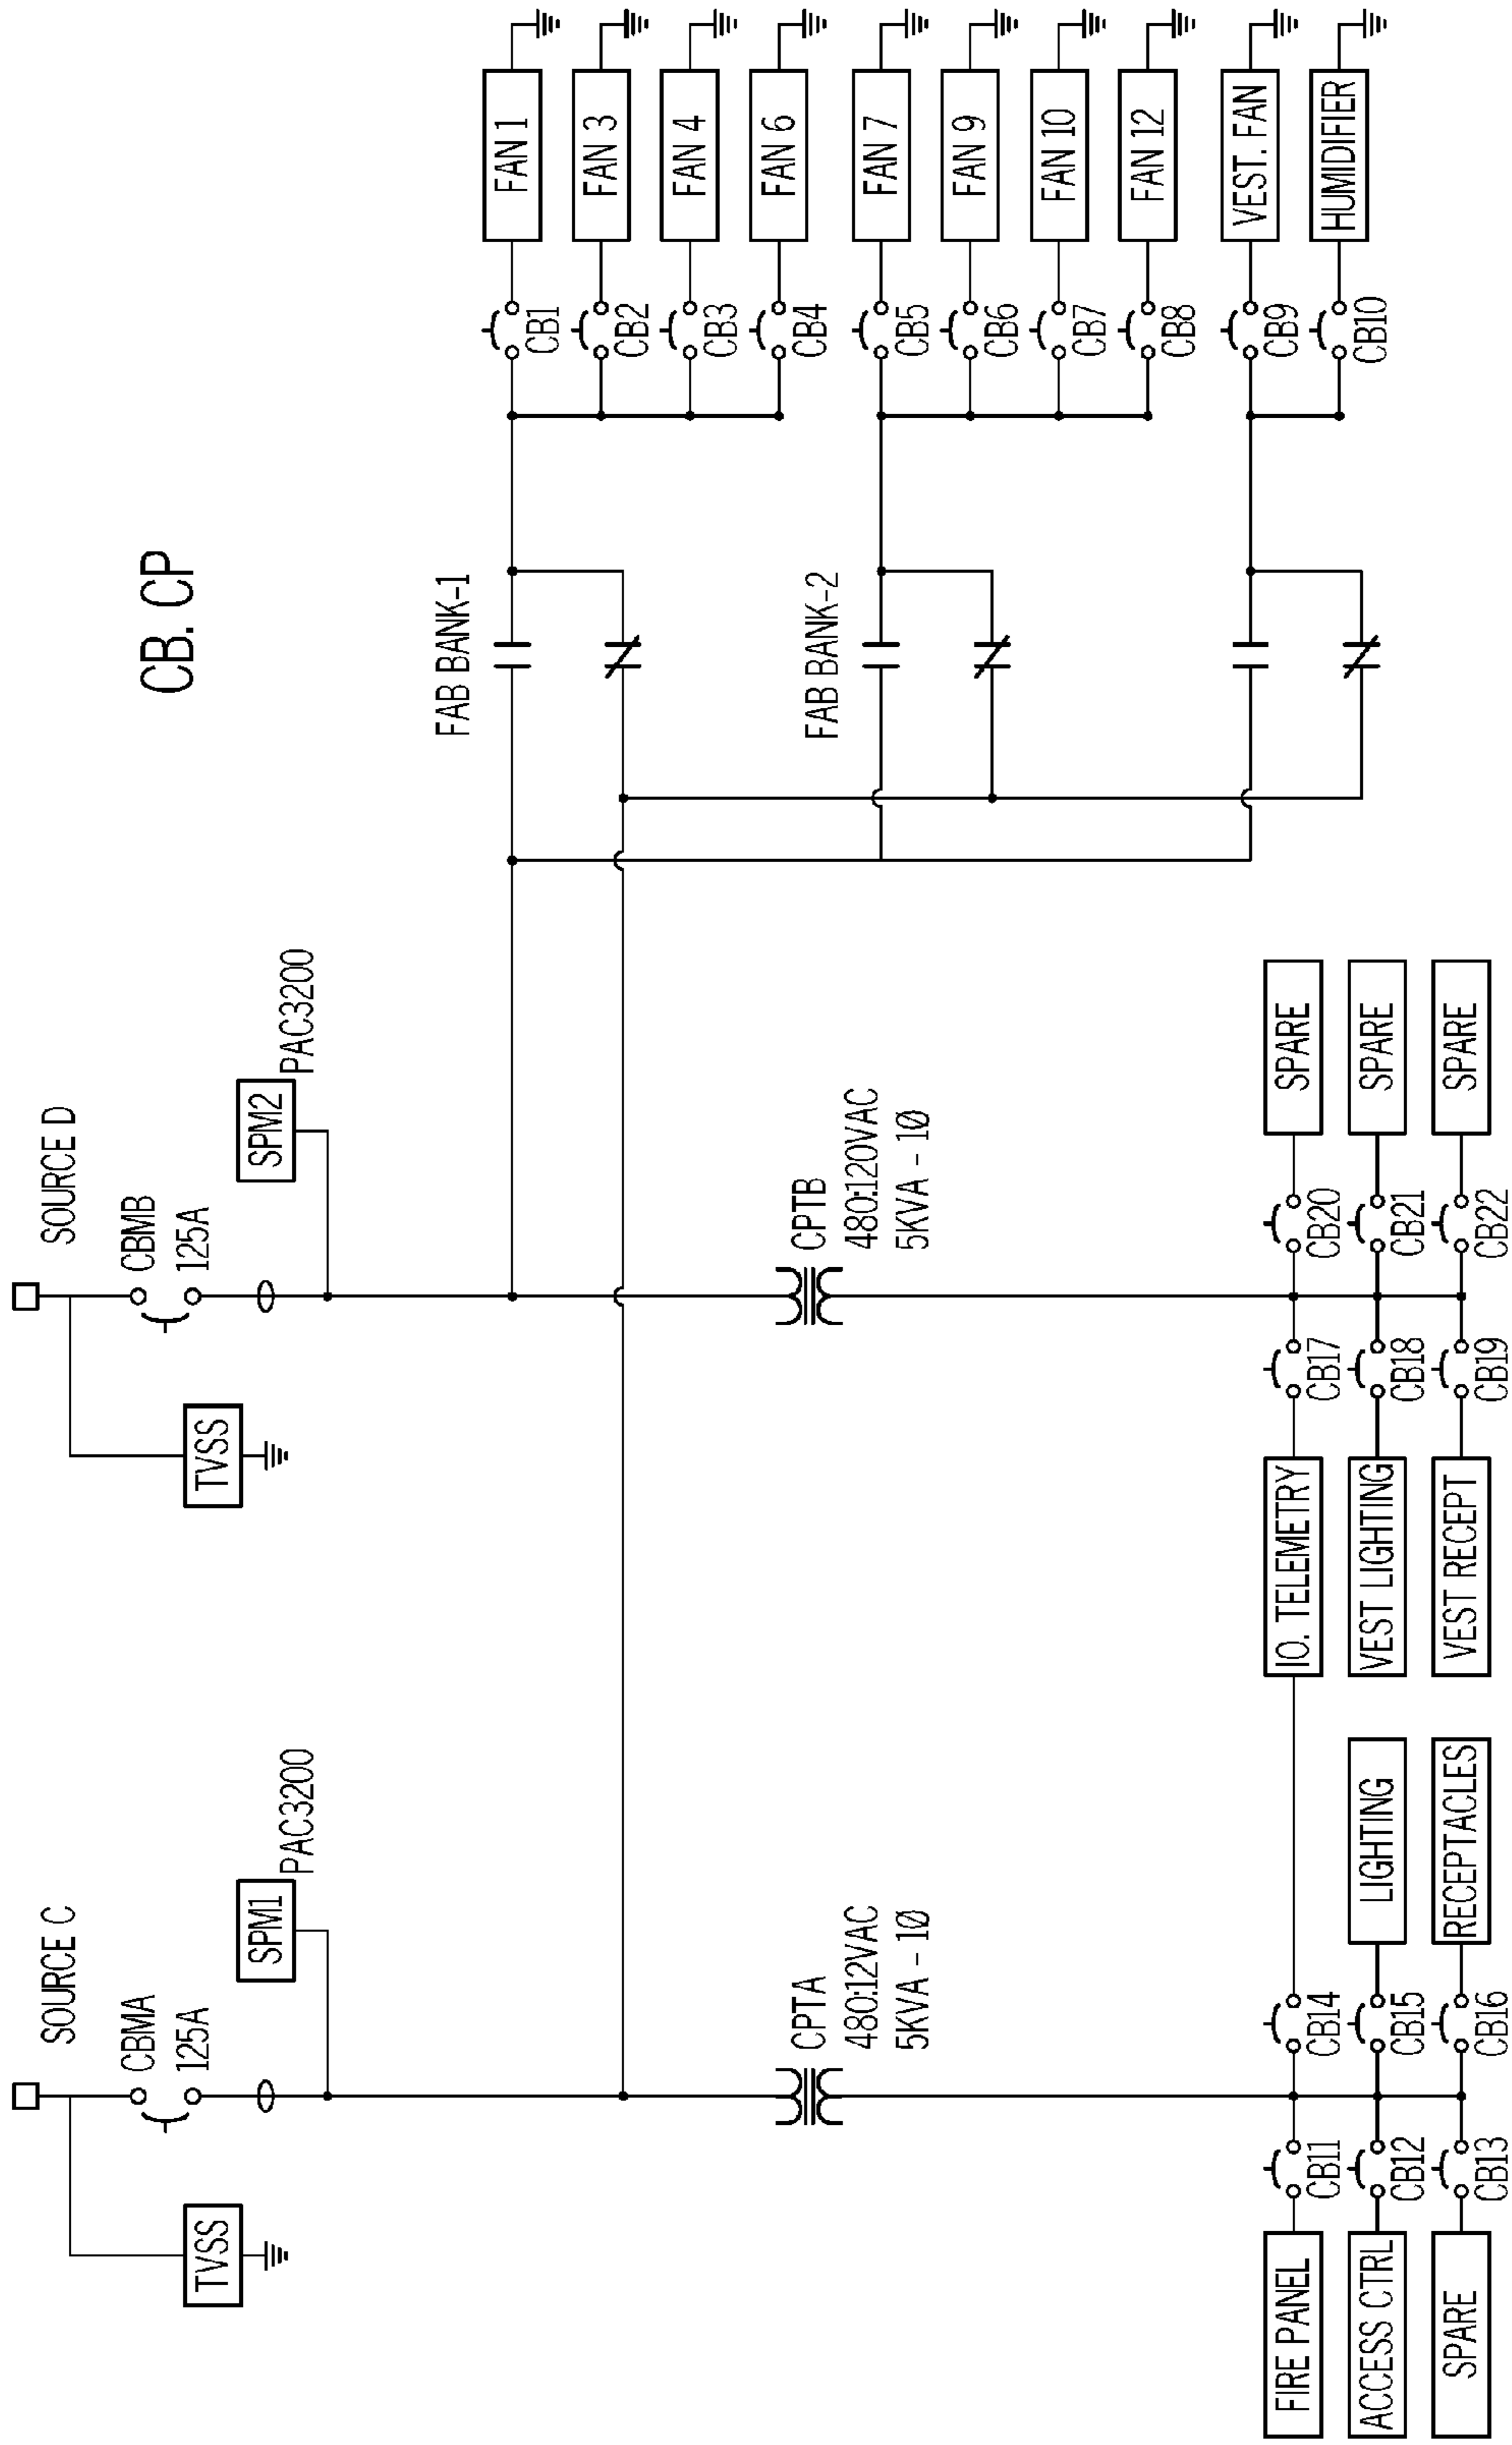 CB. CP
SOURCE C
CBMA
125A
TVSS
SPM1
PAC3200
CPTA
480:12VAC
5KVA - 1Ø
FIRE PANEL
CB11
CB14
ACCESS CTRL
CB12
CB15
LIGHTING
SPARE
CB13
CB16
RECEPTACLES
SOURCE D
CBMB
125A
TVSS
SPM2
PAC3200
CPTB
480:120VAC
5KVA - 1Ø
IO. TELEMETRY
CB17
CB20
SPARE
VEST LIGHTING
CB18
CB21
SPARE
VEST RECEPT
CB19
CB22
SPARE
FAB BANK-1
CB1
FAN 1
CB2
FAN 3
CB3
FAN 4
CB4
FAN 6
FAB BANK-2
CB5
FAN 7
CB6
FAN 9
CB7
FAN 10
CB8
FAN 12
CB9
VEST. FAN
CB10
HUMIDIFIER